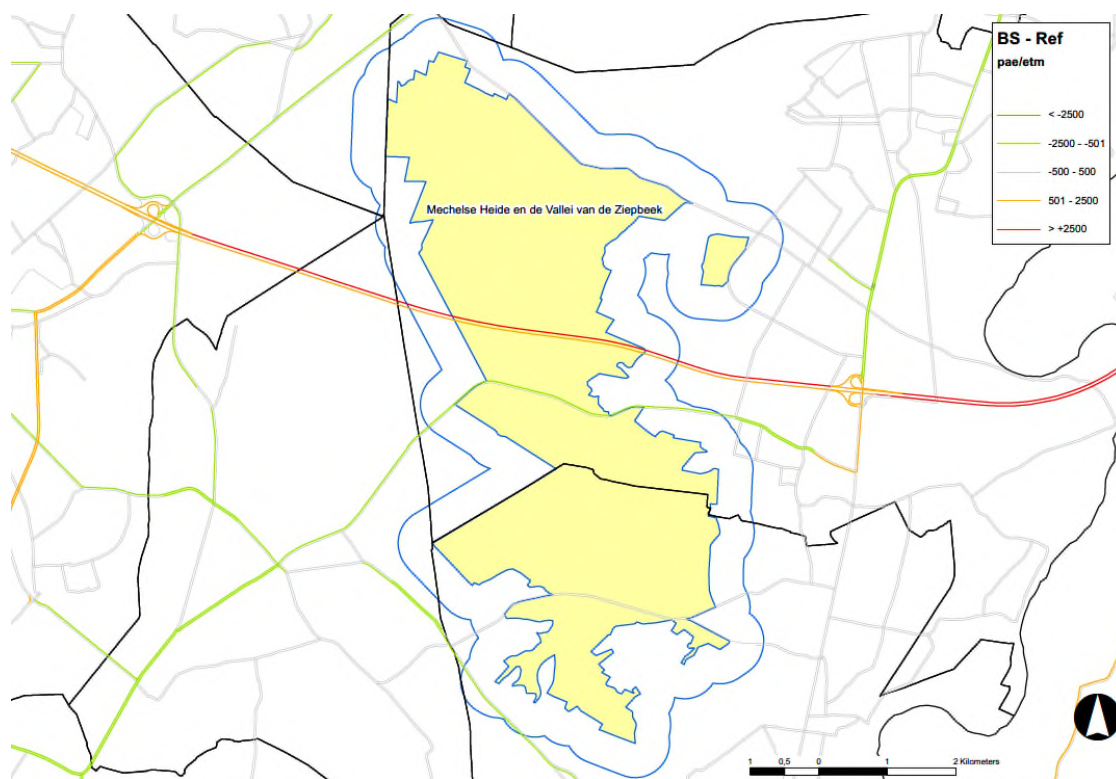 BS - Ref
pae/etm
< -2500
-2500 - -501
-500 - 500
501 - 2500
> +2500
Mechelse Heide en de Vallei van de Ziepbeek
1 0,5 0 1 2 Kilometers